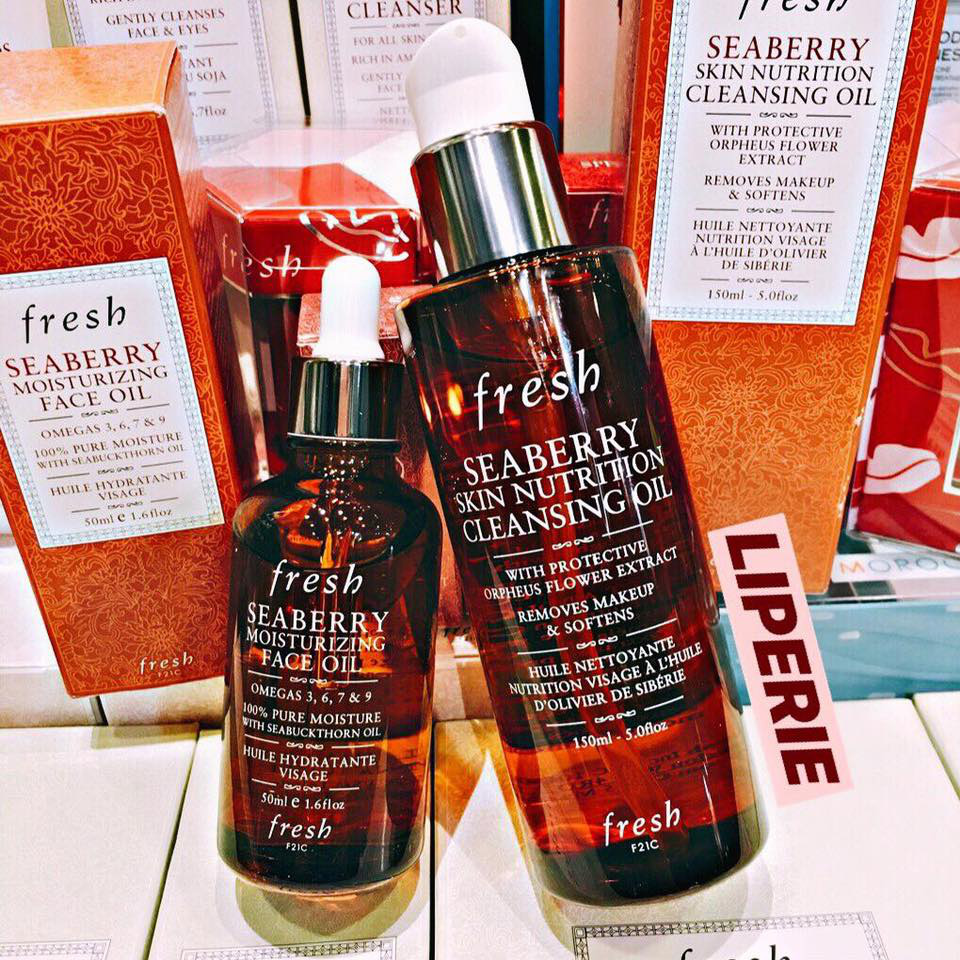 GENTLY CLEANSES
FACE & EYES
CLEANSER
FOR ALL SKIN
GENTLY
fresh
SEABERRY
SKIN NUTRITION
CLEANSING OIL
WITH PROTECTIVE
ORPHEUS FLOWER
EXTRACT
REMOVES MAKEUP
& SOFTENS
HUILE NETTOYANTE
NUTRITION VISAGE
À L'HUILE D'OLIVIER
DE SIBÉRIE
150ml - 5.0floz
fresh
SEABERRY
MOISTURIZING
FACE OIL
OMEGAS 3, 6, 7 & 9
100% PURE MOISTURE
WITH SEABUCKTHORN OIL
HUILE HYDRATANTE
VISAGE
50ml e 1.6floz
fresh
F21C
fresh
fresh
SEABERRY
MOISTURIZING
FACE OIL
OMEGAS 3, 6, 7 & 9
100% PURE MOISTURE
WITH SEABUCKTHORN OIL
HUILE HYDRATANTE
VISAGE
50ml e 1.6floz
fresh
F21C
fresh
SEABERRY
SKIN NUTRITION
CLEANSING OIL
WITH PROTECTIVE
ORPHEUS FLOWER EXTRACT
REMOVES MAKEUP
& SOFTENS
HUILE NETTOYANTE
NUTRITION VISAGE À L'HUILE
D'OLIVIER DE SIBÉRIE
150ml - 5.0floz
fresh
F21C
LIPERIE
fresh